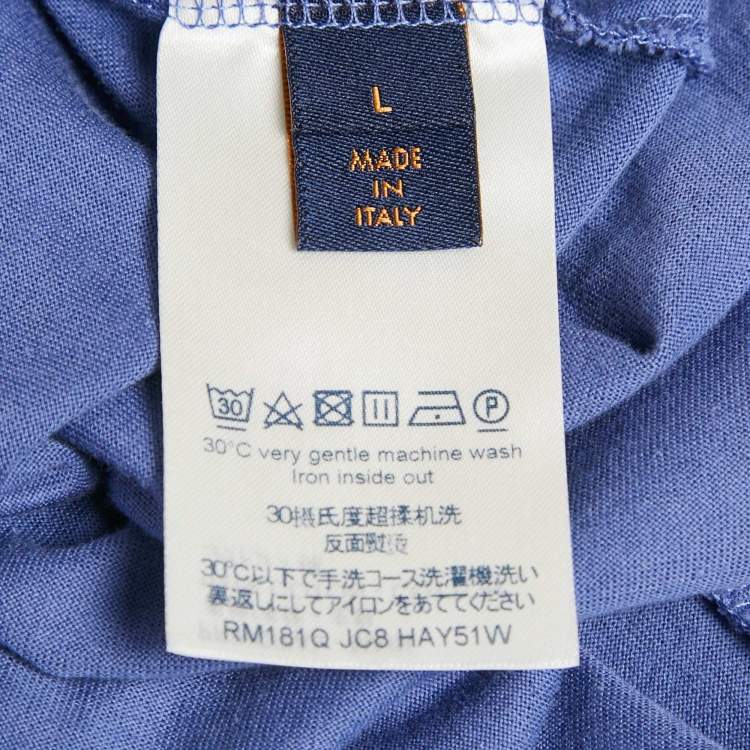 L
MADE
IN
ITALY
30
P
30°C very gentle machine wash
Iron inside out
30摄氏度超揉机洗
反面熨烫
30℃以下で手洗コース洗濯機洗い
裏返しにしてアイロンをあててください
RM181Q JC8 HAY51W